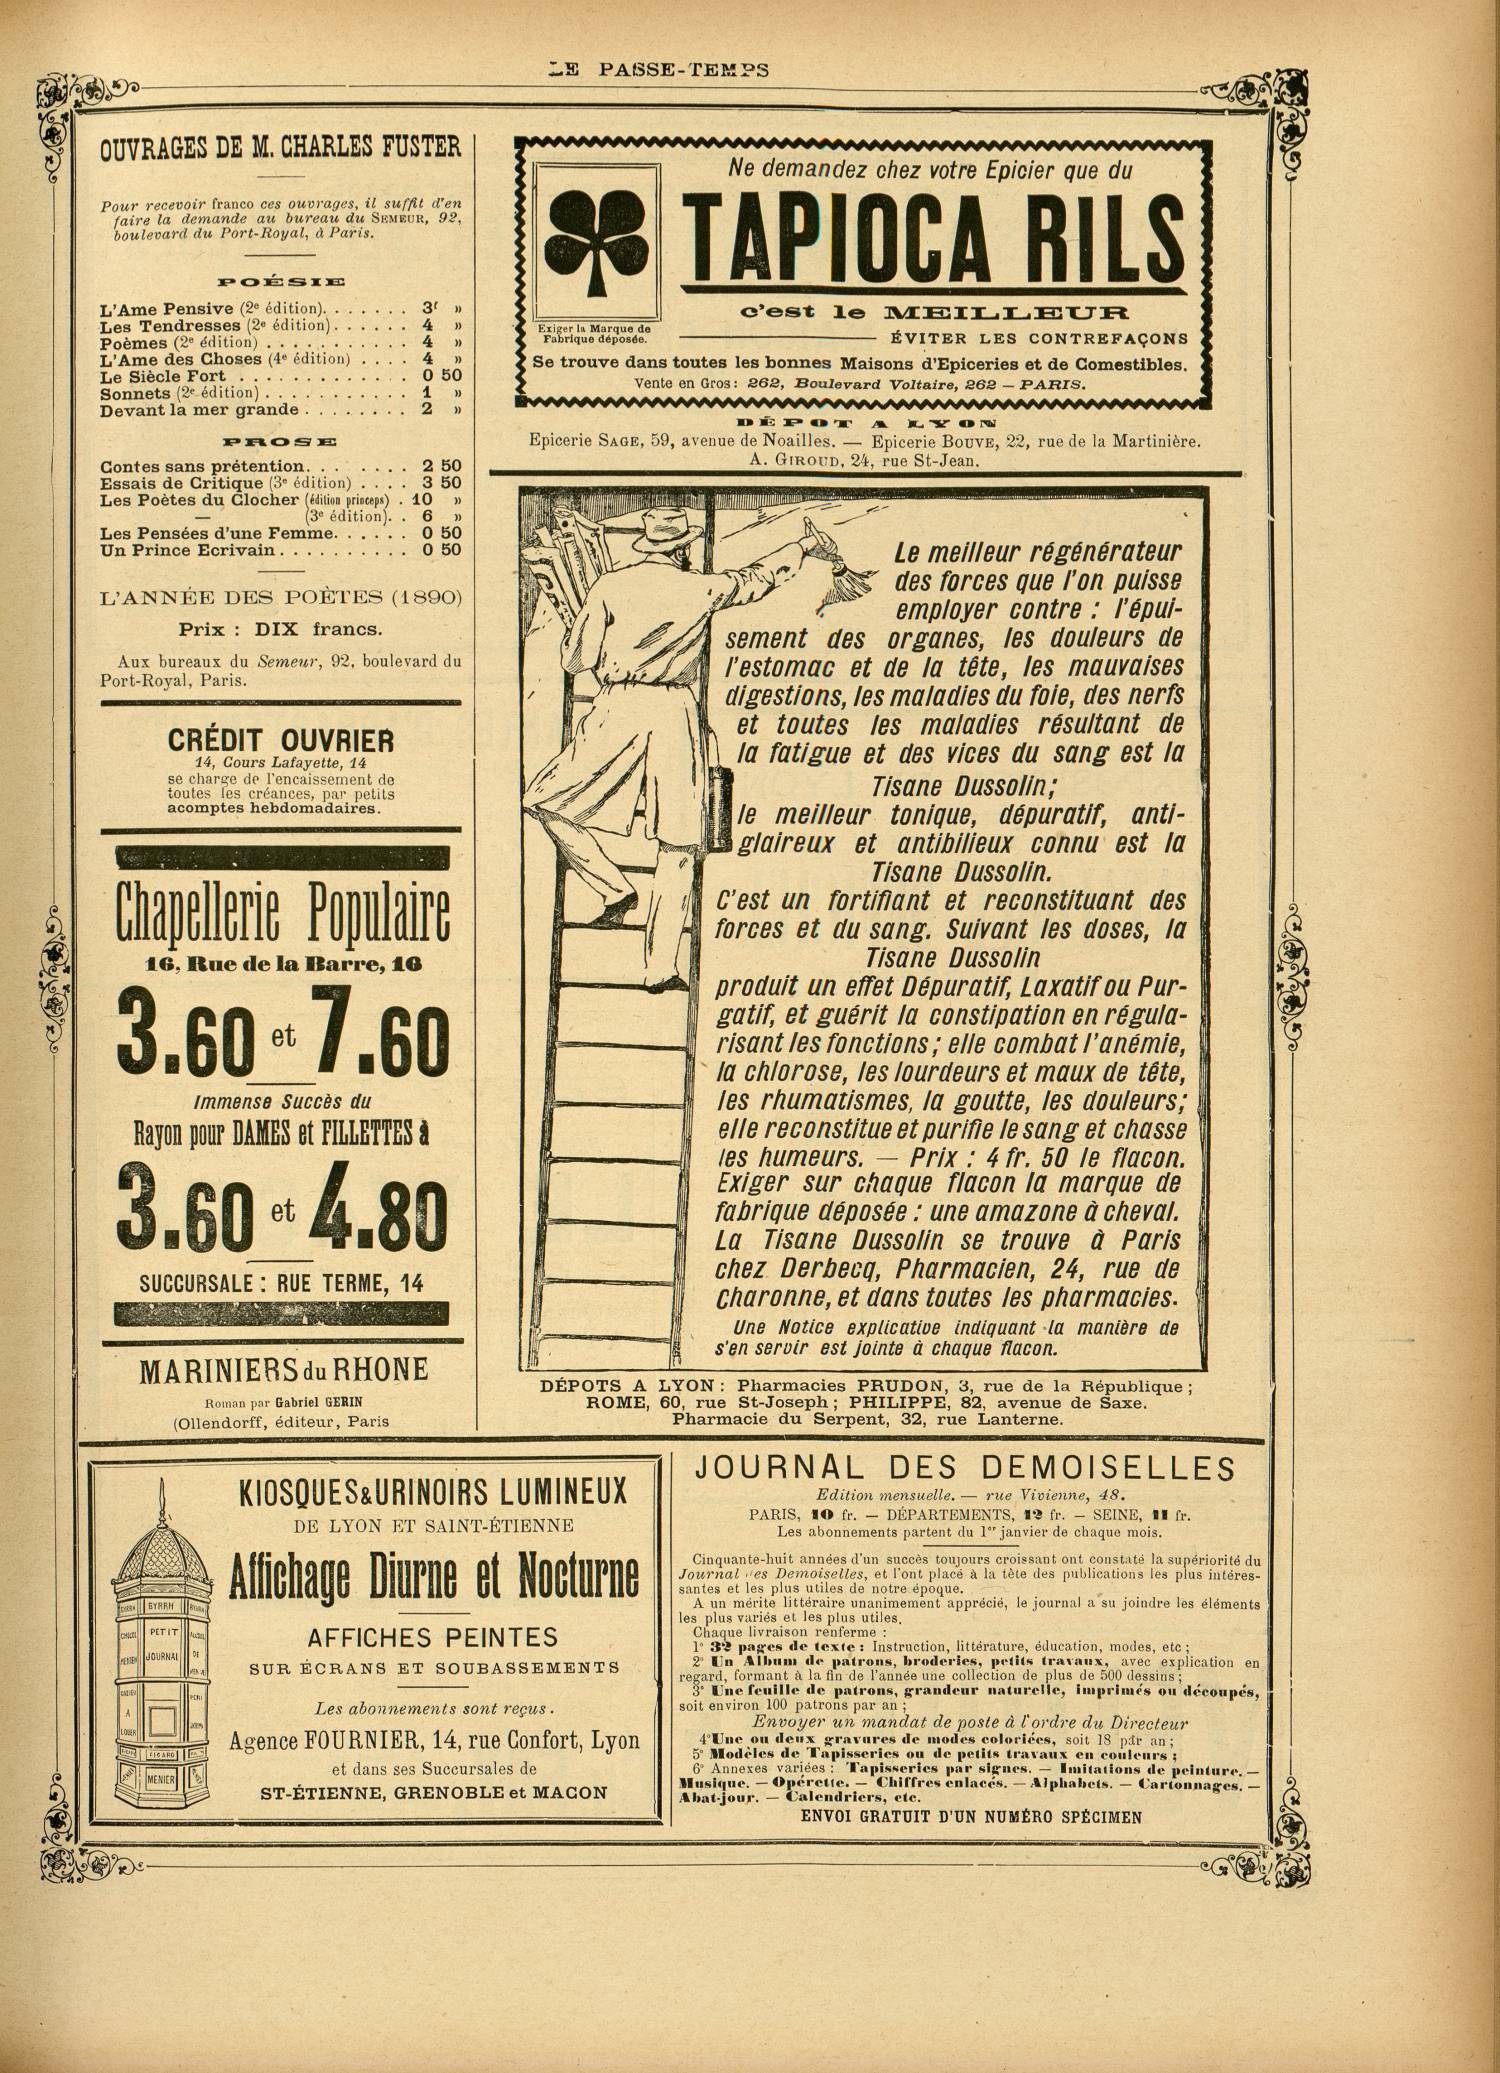 LE PASSE-TEMPS
OUVRAGES DE M. CHARLES FUSTER
Pour recevoir franco ces ouvrages, il suffit d'en
faire la demande au bureau du SEMEUR, 92,
boulevard du Port-Royal, à Paris.
POÉSIE
L'Ame Pensive (2e édition). . . . . . . 3f »
Les Tendresses (2e édition). . . . . . 4 »
Poèmes (2e édition) . . . . . . . . . . 4 »
L'Ame des Choses (4e édition) . . . . 4 »
Le Siècle Fort . . . . . . . . . . . . . 0 50
Sonnets (2e édition) . . . . . . . . . . 1 »
Devant la mer grande . . . . . . . . 2 »
PROSE
Contes sans prétention. . . . . . . . 2 50
Essais de Critique (3e édition) . . . . 3 50
Les Poètes du Clocher (édition princeps) . 10 »
— (3e édition). . 6 »
Les Pensées d'une Femme. . . . . . 0 50
Un Prince Ecrivain . . . . . . . . . . 0 50
L'ANNÉE DES POÈTES (1890)
Prix : DIX francs.
Aux bureaux du Semeur, 92, boulevard du
Port-Royal, Paris.
CRÉDIT OUVRIER
14, Cours Lafayette, 14
se charge de l'encaissement de
toutes les créances, par petits
acomptes hebdomadaires.
Chapellerie Populaire
16, Rue de la Barre, 16
3.60 et 7.60
Immense Succès du
Rayon pour DAMES et FILLETTES à
3.60 et 4.80
SUCCURSALE : RUE TERME, 14
MARINIERS du RHONE
Roman par Gabriel GERIN
(Ollendorff, éditeur, Paris
Ne demandez chez votre Epicier que du
TAPIOCA RILS
c'est le MEILLEUR
Exiger la Marque de
Fabrique déposée.
ÉVITER LES CONTREFAÇONS
Se trouve dans toutes les bonnes Maisons d'Epiceries et de Comestibles.
Vente en Gros : 262, Boulevard Voltaire, 262 — PARIS.
DÉPOT A LYON
Epicerie SAGE, 59, avenue de Noailles. — Epicerie BOUVE, 22, rue de la Martinière.
A. GIROUD, 24, rue St-Jean.
Le meilleur régénérateur
des forces que l'on puisse
employer contre : l'épui-
sement des organes, les douleurs de
l'estomac et de la tête, les mauvaises
digestions, les maladies du foie, des nerfs
et toutes les maladies résultant de
la fatigue et des vices du sang est la
Tisane Dussolin;
le meilleur tonique, dépuratif, anti-
glaireux et antibilieux connu est la
Tisane Dussolin.
C'est un fortifiant et reconstituant des
forces et du sang. Suivant les doses, la
Tisane Dussolin
produit un effet Dépuratif, Laxatif ou Pur-
gatif, et guérit la constipation en régula-
risant les fonctions ; elle combat l'anémie,
la chlorose, les lourdeurs et maux de tête,
les rhumatismes, la goutte, les douleurs;
elle reconstitue et purifie le sang et chasse
les humeurs. — Prix : 4 fr. 50 le flacon.
Exiger sur chaque flacon la marque de
fabrique déposée : une amazone à cheval.
La Tisane Dussolin se trouve à Paris
chez Derbecq, Pharmacien, 24, rue de
Charonne, et dans toutes les pharmacies.
Une Notice explicative indiquant la manière de
s'en servir est jointe à chaque flacon.
DÉPOTS A LYON : Pharmacies PRUDON, 3, rue de la République ;
ROME, 60, rue St-Joseph ; PHILIPPE, 82, avenue de Saxe.
Pharmacie du Serpent, 32, rue Lanterne.
KIOSQUES & URINOIRS LUMINEUX
DE LYON ET SAINT-ÉTIENNE
Affichage Diurne et Nocturne
AFFICHES PEINTES
SUR ÉCRANS ET SOUBASSEMENTS
Les abonnements sont reçus.
Agence FOURNIER, 14, rue Confort, Lyon
et dans ses Succursales de
ST-ÉTIENNE, GRENOBLE et MACON
BYRRH
PETIT
JOURNAL
A
LOUER
FIGARO
MENIER
JOURNAL DES DEMOISELLES
Edition mensuelle. — rue Vivienne, 48.
PARIS, 10 fr. — DÉPARTEMENTS, 12 fr. — SEINE, 11 fr.
Les abonnements partent du 1er janvier de chaque mois.
Cinquante-huit années d'un succès toujours croissant ont constaté la supériorité du
Journal des Demoiselles, et l'ont placé à la tête des publications les plus intéres-
santes et les plus utiles de notre époque.
A un mérite littéraire unanimement apprécié, le journal a su joindre les éléments
les plus variés et les plus utiles.
Chaque livraison renferme :
1° 32 pages de texte : Instruction, littérature, éducation, modes, etc ;
2° Un Album de patrons, broderies, petits travaux, avec explication en
regard, formant à la fin de l'année une collection de plus de 500 dessins ;
3° Une feuille de patrons, grandeur naturelle, imprimés ou découpés,
soit environ 100 patrons par an ;
Envoyer un mandat de poste à l'ordre du Directeur
4° Une ou deux gravures de modes coloriées, soit 18 par an ;
5° Modèles de Tapisseries ou de petits travaux en couleurs ;
6° Annexes variées : Tapisseries par signes. — Imitations de peinture. —
Musique. — Opérette. — Chiffres enlacés. — Alphabets. — Cartonnages. —
Abat-jour. — Calendriers, etc.
ENVOI GRATUIT D'UN NUMÉRO SPÉCIMEN